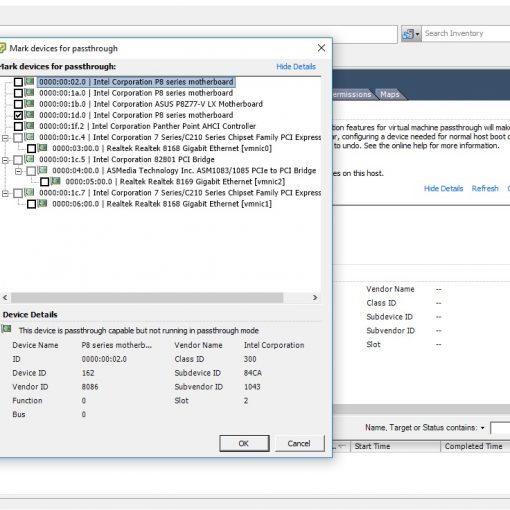 Mark devices for passthrough
Search Inventory
Mark devices for passthrough:
Hide Details
0000:00:02.0 | Intel Corporation P8 series motherboard
0000:00:1a.0 | Intel Corporation P8 series motherboard
0000:00:1b.0 | Intel Corporation ASUS P8Z77-V LX Motherboard
0000:00:1d.0 | Intel Corporation P8 series motherboard
0000:00:1f.2 | Intel Corporation Panther Point AHCI Controller
0000:00:1c.6 | Intel Corporation 7 Series/C210 Series Chipset Family PCI Express
0000:03:00.0 | Realtek Realtek 8168 Gigabit Ethernet [vmnic0]
0000:00:1c.5 | Intel Corporation 82801 PCI Bridge
0000:04:00.0 | ASMedia Technology Inc. ASM1083/1085 PCIe to PCI Bridge
0000:05:00.0 | Realtek Realtek 8169 Gigabit Ethernet [vmnic2]
0000:00:1c.7 | Intel Corporation 7 Series/C210 Series Chipset Family PCI Express
0000:06:00.0 | Realtek Realtek 8168 Gigabit Ethernet [vmnic1]
ermissions Maps
tion features for virtual machine passthrough will make
r, configuring a device needed for normal host boot o
to undo. See the online help for more information.
es on this host.
Hide Details Refresh C
Device Details
This device is passthrough capable but not running in passthrough mode
Device Name P8 series motherb... Vendor Name Intel Corporation
ID 0000:00:02.0 Class ID 300
Device ID 162 Subdevice ID 84CA
Vendor ID 8086 Subvendor ID 1043
Function 0 Slot 2
Bus 0
OK Cancel
Vendor Name --
Class ID --
Subdevice ID --
Subvendor ID --
Slot --
Name, Target or Status contains:
Start Time Completed Time